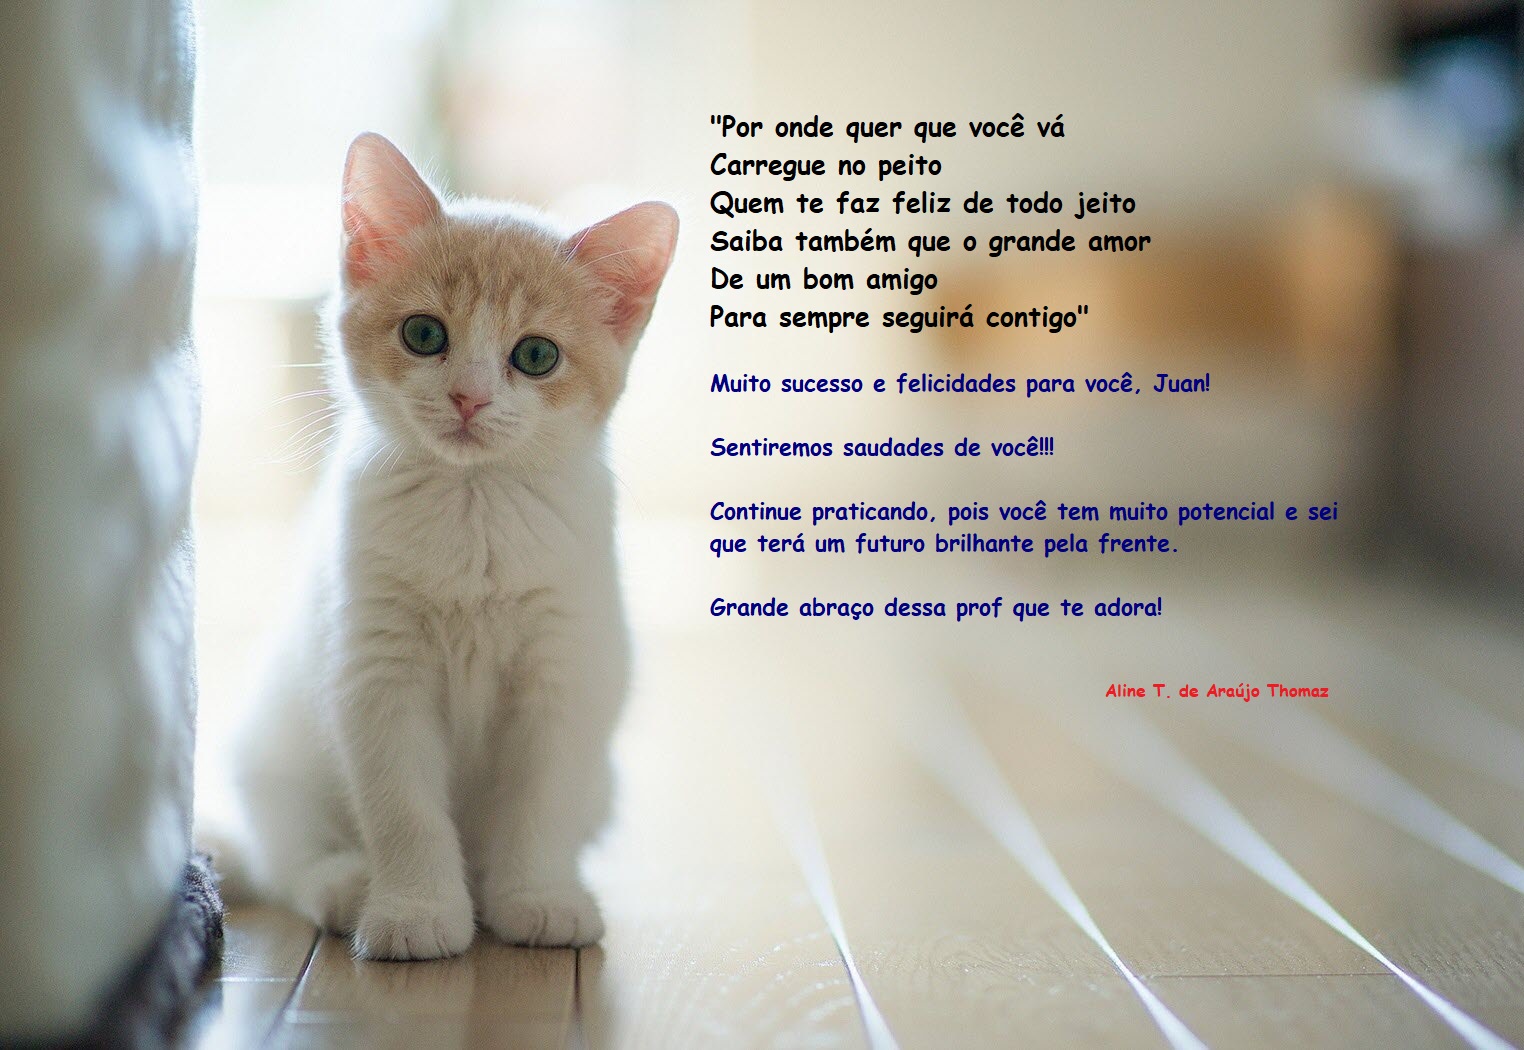 "Por onde quer que você vá
Carregue no peito
Quem te faz feliz de todo jeito
Saiba também que o grande amor
De um bom amigo
Para sempre seguirá contigo"
Muito sucesso e felicidades para você, Juan!
Sentiremos saudades de você!!!
Continue praticando, pois você tem muito potencial e sei
que terá um futuro brilhante pela frente.
Grande abraço dessa prof que te adora!
Aline T. de Araújo Thomaz